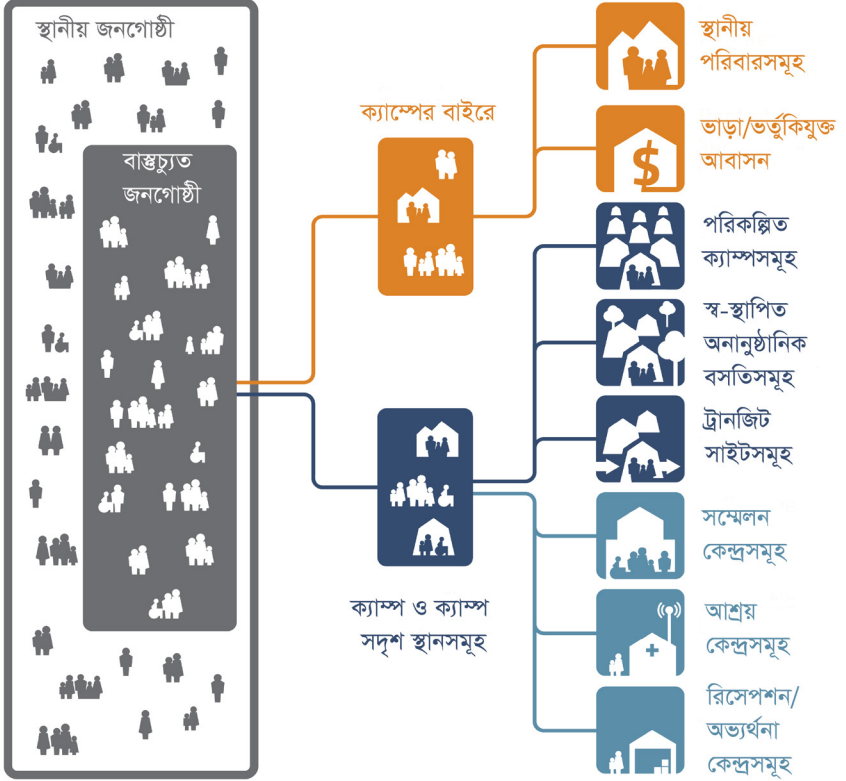 স্থানীয় জনগোষ্ঠী
বাস্তুচ্যুত
জনগোষ্ঠী
ক্যাম্পের বাইরে
স্থানীয়
পরিবারসমূহ
ভাড়া/ভর্তুকিযুক্ত
আবাসন
$
ক্যাম্প ও ক্যাম্প
সদৃশ স্থানসমূহ
পরিকল্পিত
ক্যাম্পসমূহ
স্ব-স্থাপিত
অনানুষ্ঠানিক
বসতিসমূহ
ট্রানজিট
সাইটসমূহ
সম্মেলন
কেন্দ্রসমূহ
আশ্রয়
কেন্দ্রসমূহ
রিসেপশন/
অভ্যর্থনা
কেন্দ্রসমূহ